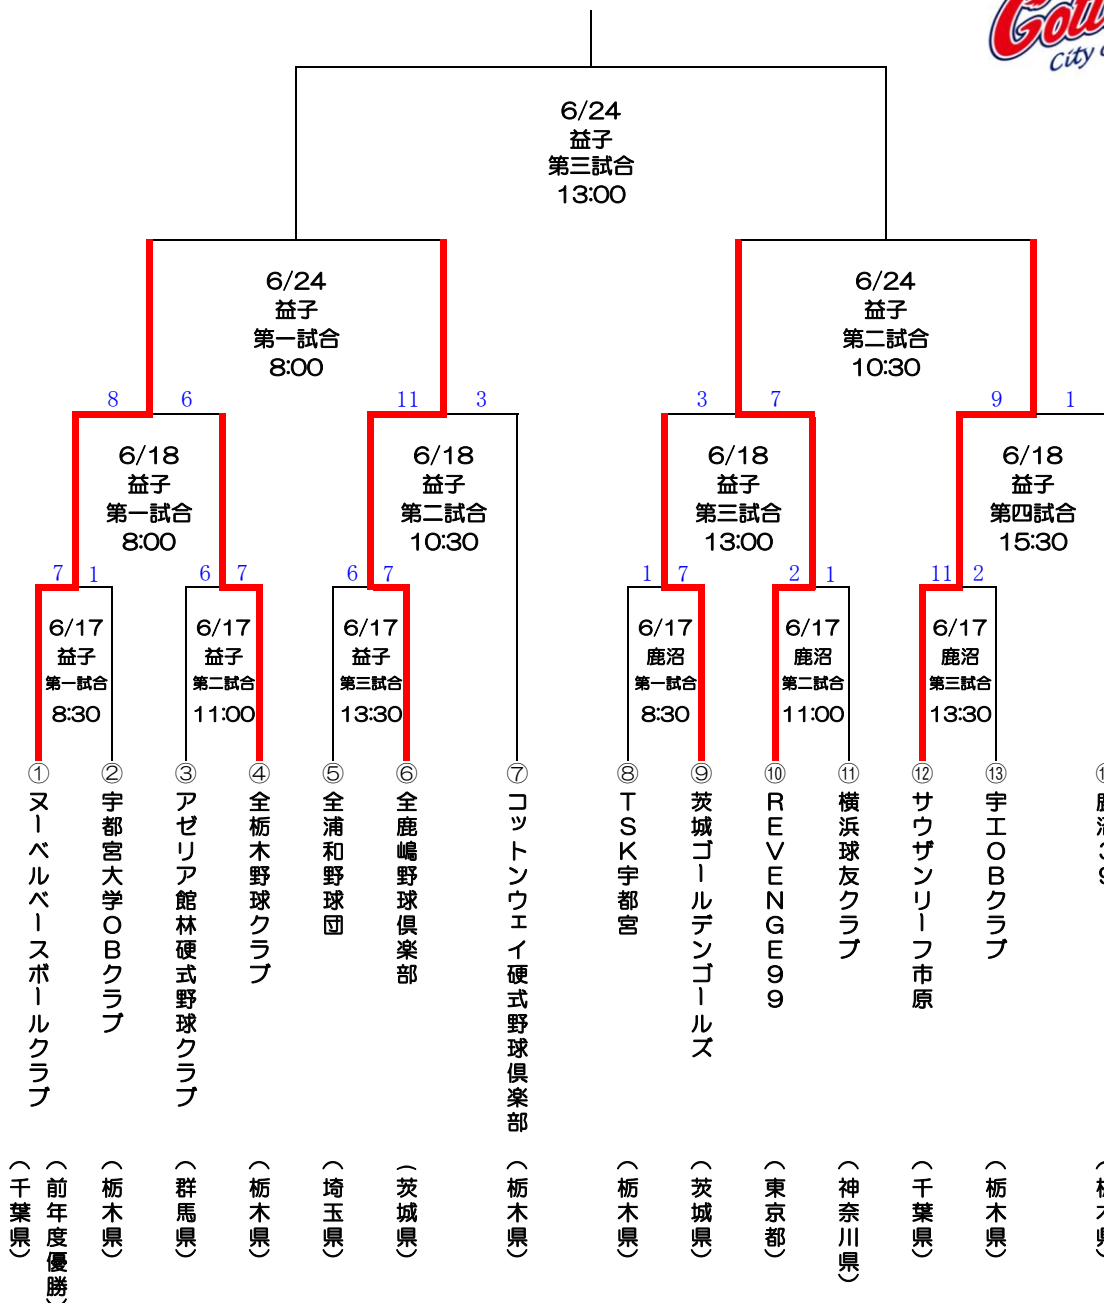 City
6/24
益子
第三試合
13:00
6/24
益子
第一試合
8:00
6/24
益子
第二試合
10:30
8 6 11 3 3 7 9 1
6/18
益子
第一試合
8:00
6/18
益子
第二試合
10:30
6/18
益子
第三試合
13:00
6/18
益子
第四試合
15:30
7 1 6 7 6 7 1 7 2 1 11 2
6/17
益子
第一試合
8:30
6/17
益子
第二試合
11:00
6/17
益子
第三試合
13:30
6/17
鹿沼
第一試合
8:30
6/17
鹿沼
第二試合
11:00
6/17
鹿沼
第三試合
13:30
①ヌーベルベースボールクラブ
(前年度優勝)
(千葉県)
②宇都宮大学OBクラブ
(栃木県)
③アゼリア館林硬式野球クラブ
(群馬県)
④全栃木野球クラブ
(栃木県)
⑤全浦和野球団
(埼玉県)
⑥全鹿嶋野球倶楽部
(茨城県)
⑦コットンウェイ硬式野球倶楽部
(栃木県)
⑧TSK宇都宮
(栃木県)
⑨茨城ゴールデンゴールズ
(茨城県)
⑩REVENGE99
(東京都)
⑪横浜球友クラブ
(神奈川県)
⑫サウザンリーフ市原
(千葉県)
⑬宇工OBクラブ
(栃木県)